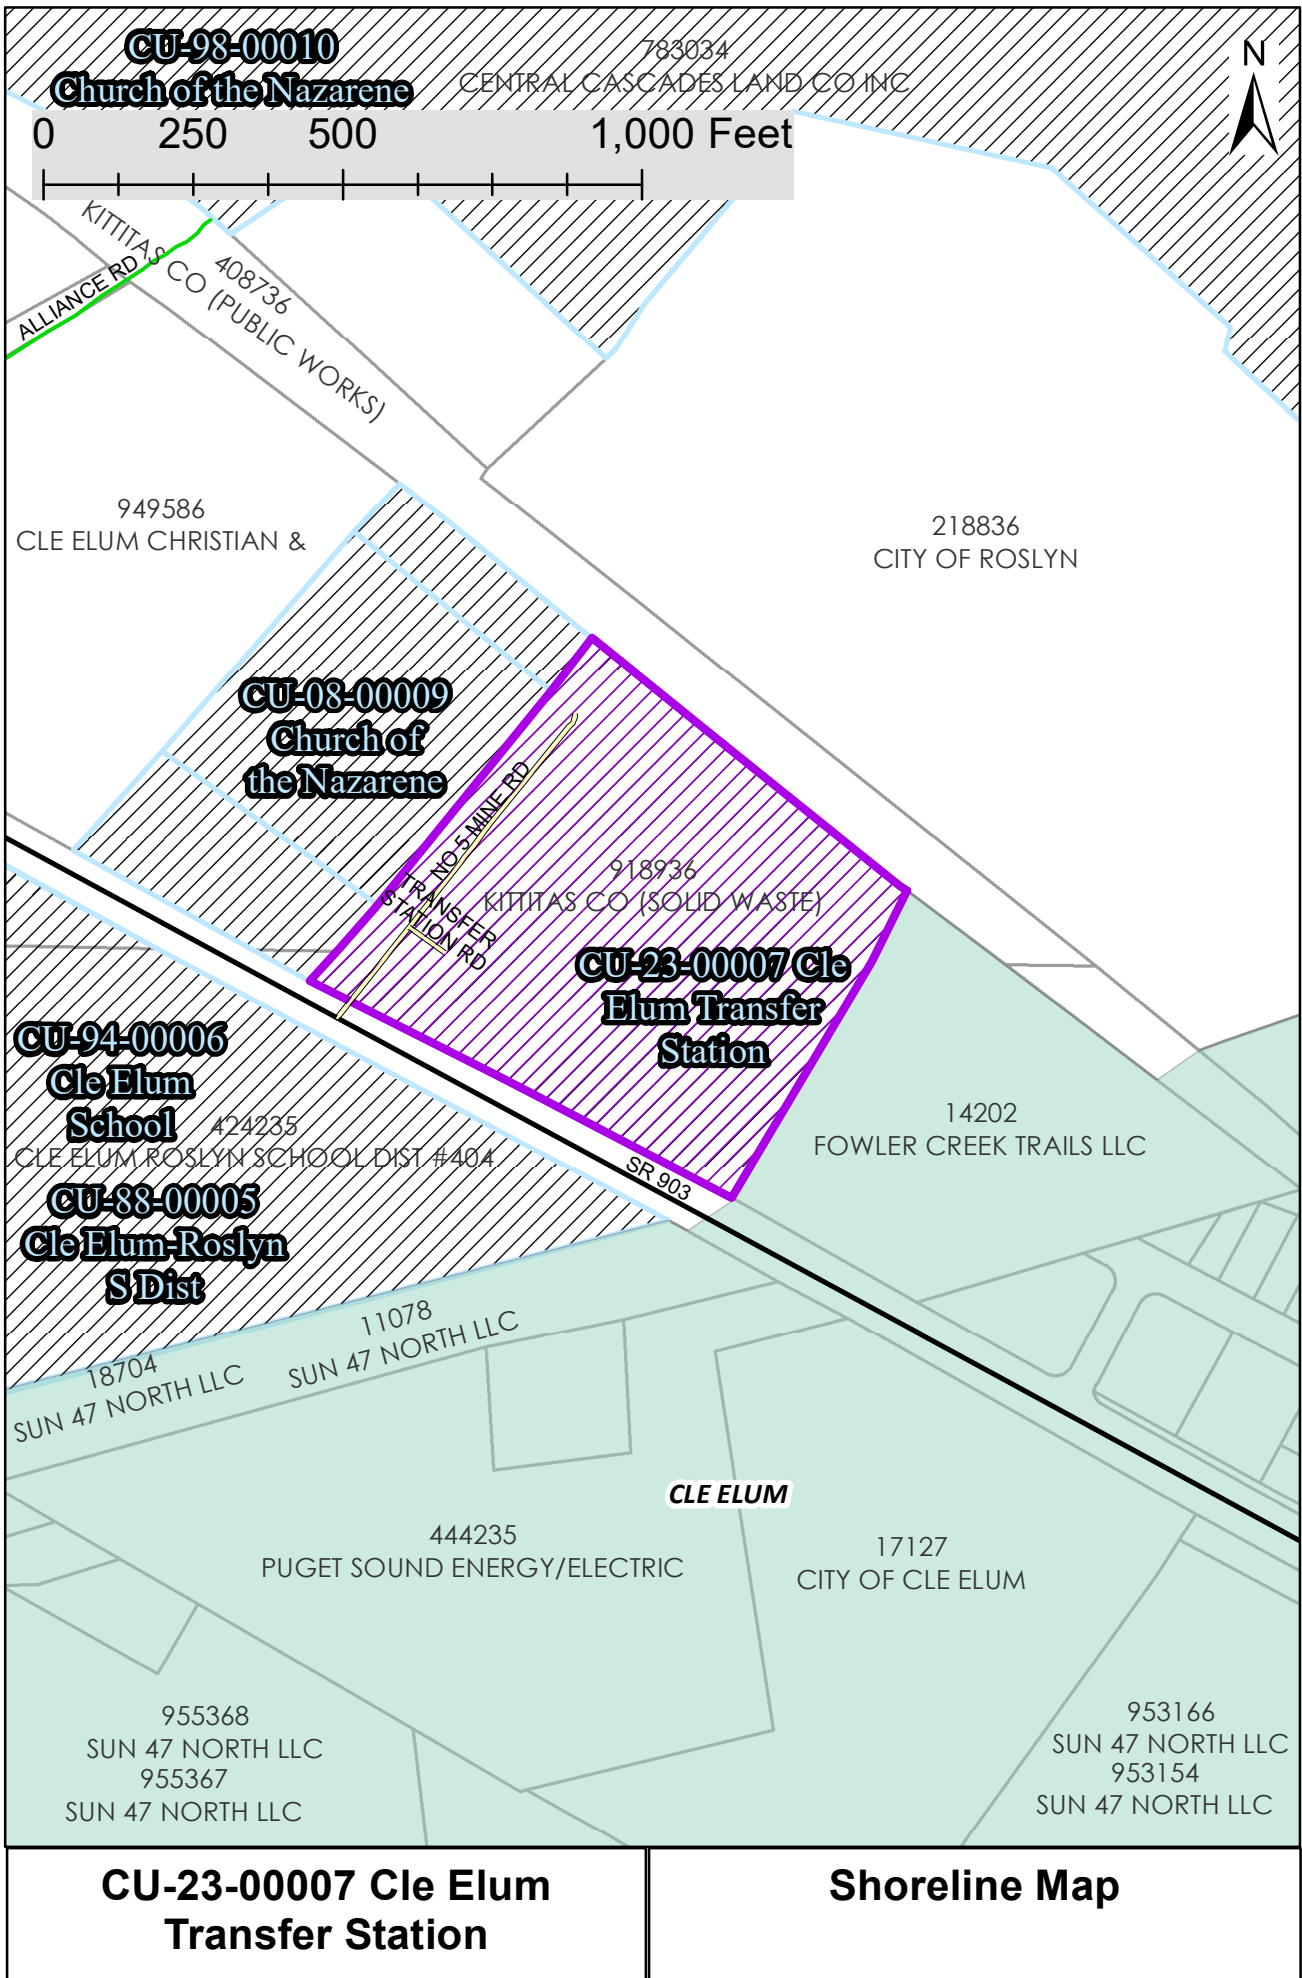 CU-98-00010
Church of the Nazarene
783034
CENTRAL CASCADES LAND CO INC
N
0 250 500 1,000 Feet
KITTITAS CO (PUBLIC WORKS)
408736
ALLIANCE RD
949586
CLE ELUM CHRISTIAN &
218836
CITY OF ROSLYN
CU-08-00009
Church of
the Nazarene
NO 5 MINE RD
TRANSFER
STATION RD
918936
KITTITAS CO (SOLID WASTE)
CU-23-00007 Cle
Elum Transfer
Station
CU-94-00006
Cle Elum
School
424235
CLE ELUM ROSLYN SCHOOL DIST #404
CU-88-00005
Cle Elum-Roslyn
S Dist
SR 903
14202
FOWLER CREEK TRAILS LLC
11078
SUN 47 NORTH LLC
18704
SUN 47 NORTH LLC
CLE ELUM
444235
PUGET SOUND ENERGY/ELECTRIC
17127
CITY OF CLE ELUM
955368
SUN 47 NORTH LLC
955367
SUN 47 NORTH LLC
953166
SUN 47 NORTH LLC
953154
SUN 47 NORTH LLC
CU-23-00007 Cle Elum
Transfer Station
Shoreline Map